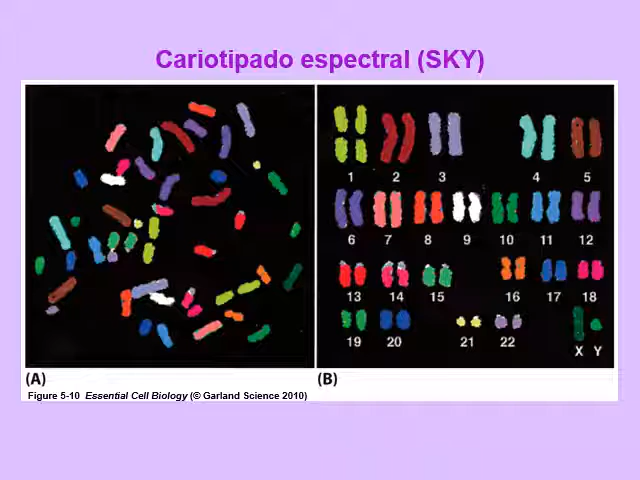 Cariotipado espectral (SKY)
1 2 3 4 5
6 7 8 9 10 11 12
13 14 15 16 17 18
19 20 21 22 X Y
(A) (B)
Figure 5-10 Essential Cell Biology (© Garland Science 2010)